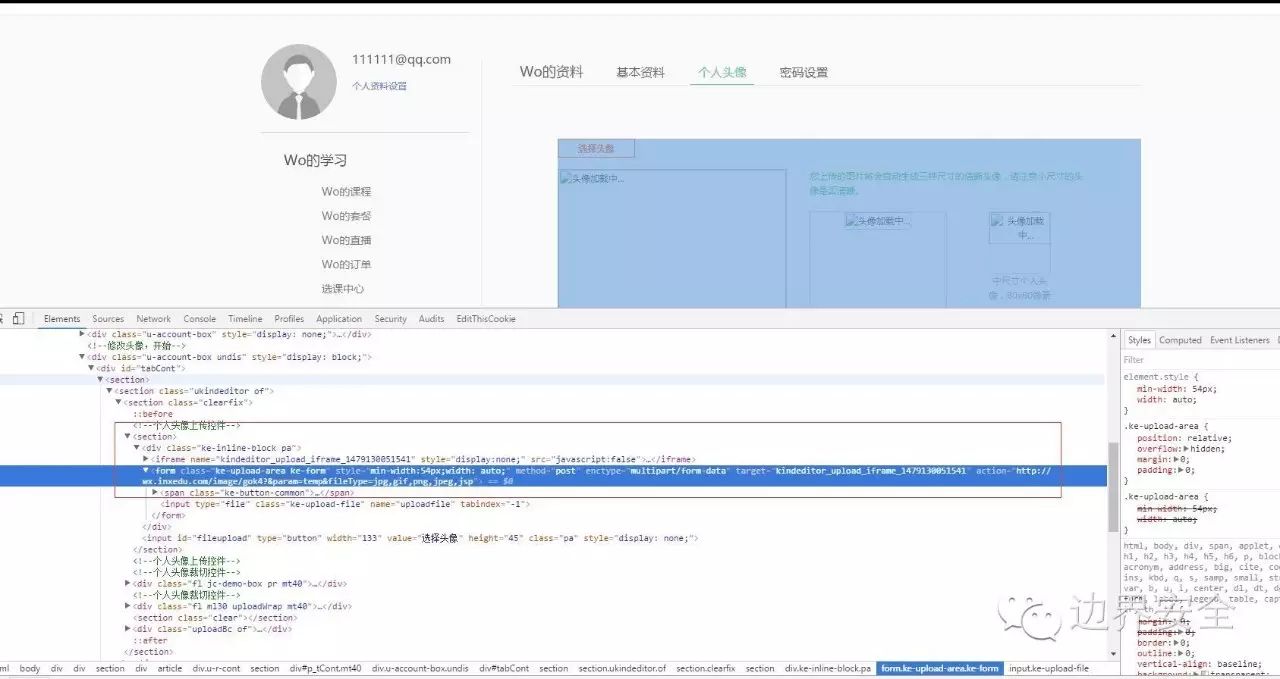 111111@qq.com
个人资料设置
Wo的资料
基本资料
个人头像
密码设置
Wo的学习
Wo的课程
Wo的套餐
Wo的直播
Wo的订单
选课中心
选择头像
头像加载中...
您上传的图片将会自动生成三种尺寸的清晰头像，请注意小尺寸的头
像是否清晰。
头像加载中...
头像加载
中...
中尺寸个人头
Elements Sources Network Console Timeline Profiles Application Security Audits EditThisCookie
▶<div class="u-account-box" style="display: none;">…</div>
<!--修改头像，开始-->
▼<div class="u-account-box undis" style="display: block;">
▼<div id="tabCont">
▼<section>
▼<section class="ukindeditor of">
▼<section class="clearfix">
::before
<!--个人头像上传控件-->
▼<section>
▼<div class="ke-inline-block pa">
▶<iframe name="kindeditor_upload_iframe_1479130051541" style="display:none;" src="javascript:false">…</iframe>
▼<form class="ke-upload-area ke-form" style="min-width:54px;width: auto;" method="post" enctype="multipart/form-data" target="kindeditor_upload_iframe_1479130051541" action="http://
wx.inxedu.com/image/gok4?&param=temp&fileType=jpg,gif,png,jpeg,jsp"> == $0
▶<span class="ke-button-common">…</span>
<input type="file" class="ke-upload-file" name="uploadfile" tabindex="-1">
</form>
</div>
<input id="fileupload" type="button" width="133" value="选择头像" height="45" class="pa" style="display: none;">
</section>
<!--个人头像上传控件-->
<!--个人头像裁切控件-->
▶<div class="fl jc-demo-box pr mt40">…</div>
<!--个人头像裁切控件-->
▶<div class="fl ml30 uploadWrap mt40">…</div>
<section class="clear"></section>
▶<div class="uploadBc of">…</div>
::after
</section>
ml body div div section div article div.u-r-cont section div#p_tCont.mt40 div.u-account-box.undis div#tabCont section section.ukindeditor.of section.clearfix section div.ke-inline-block.pa form.ke-upload-area.ke-form input.ke-upload-file
Styles Computed Event Listeners
Filter
element.style {
min-width: 54px;
width: auto;
}
.ke-upload-area {
position: relative;
overflow:▶hidden;
margin:▶0;
padding:▶0;
}
.ke-upload-area {
min-width: 54px;
width: auto;
}
html, body, div, span, applet,
h1, h2, h3, h4, h5, h6, p, bloc
acronym, address, big, cite, co
ins, kbd, q, s, samp, small, st
var, b, u, i, center, dl, dt, d
form, label, legend, table, cap
margin: 0;
padding:▶0;
border:▶0;
outline:▶0;
vertical-align: baseline;
background:▶transparent;
边界安全